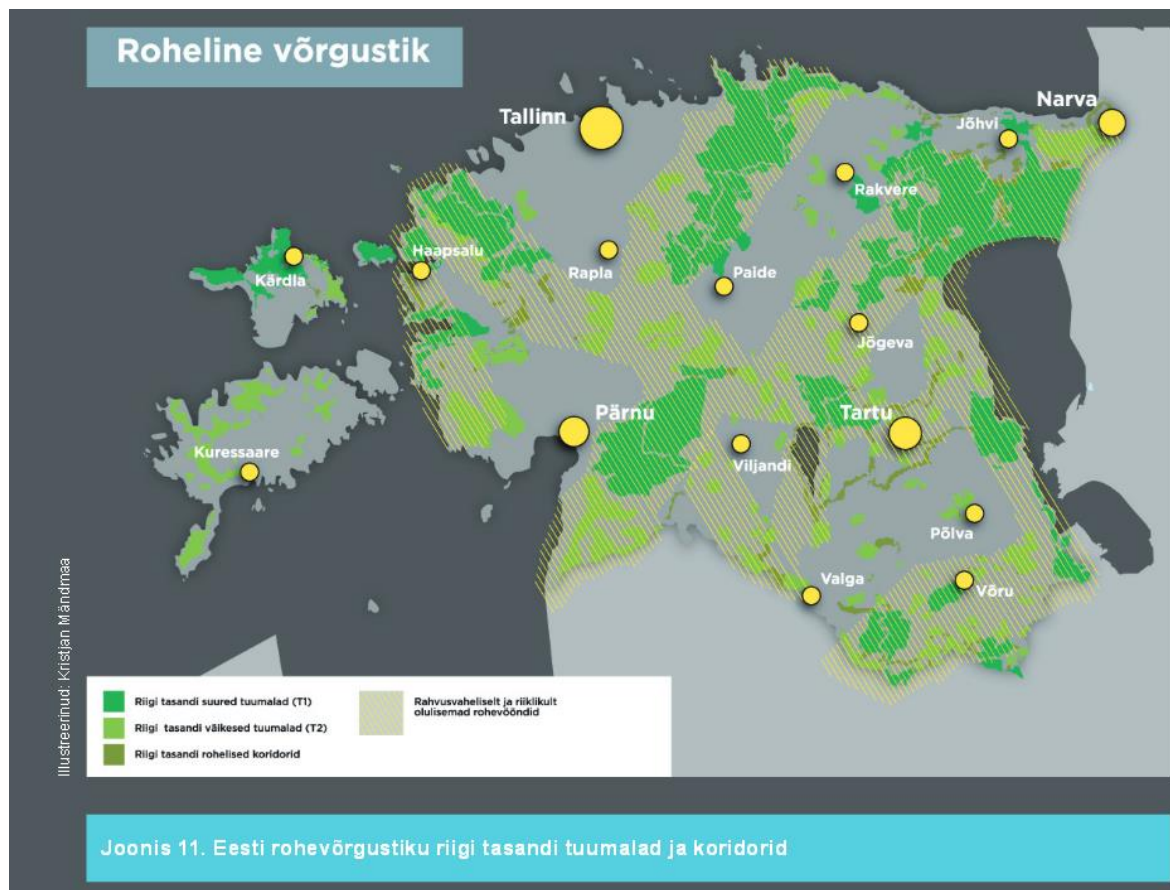 Roheline võrgustik
Tallinn
Narva
Jõhvi
Rakvere
Haapsalu
Kärdla
Rapla
Paide
Jõgeva
Pärnu
Tartu
Viljandi
Kuressaare
Põlva
Valga
Võru
Illustreerinud: Kristjan Mändmaa
Riigi tasandi suured tuumalad (T1)
Riigi tasandi väikesed tuumalad (T2)
Riigi tasandi rohelised koridorid
Rahvusvaheliselt ja riiklikult
olulisemad rohevööndid
Joonis 11. Eesti rohevõrgustiku riigi tasandi tuumalad ja koridorid